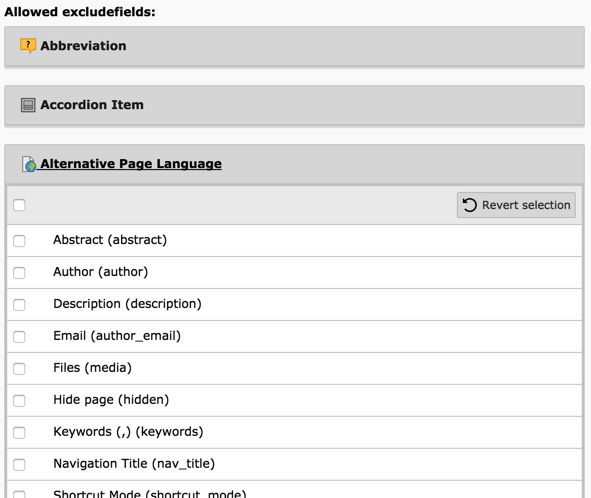 Allowed excludefields:
Abbreviation
Accordion Item
Alternative Page Language
Revert selection
Abstract (abstract)
Author (author)
Description (description)
Email (author_email)
Files (media)
Hide page (hidden)
Keywords (,) (keywords)
Navigation Title (nav_title)
Shortcut Mode (shortcut_mode)